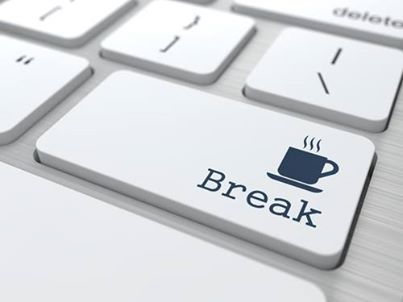 delete
} ]
| \
"
Break